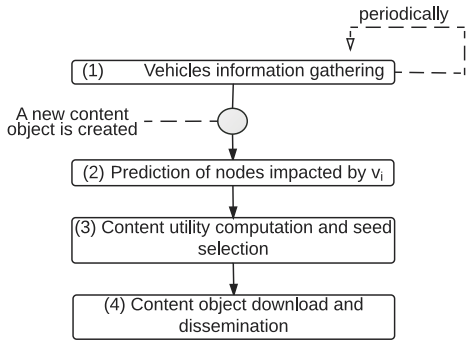 periodically
(1) Vehicles information gathering
A new content
object is created
(2) Prediction of nodes impacted by vi
(3) Content utility computation and seed
selection
(4) Content object download and
dissemination